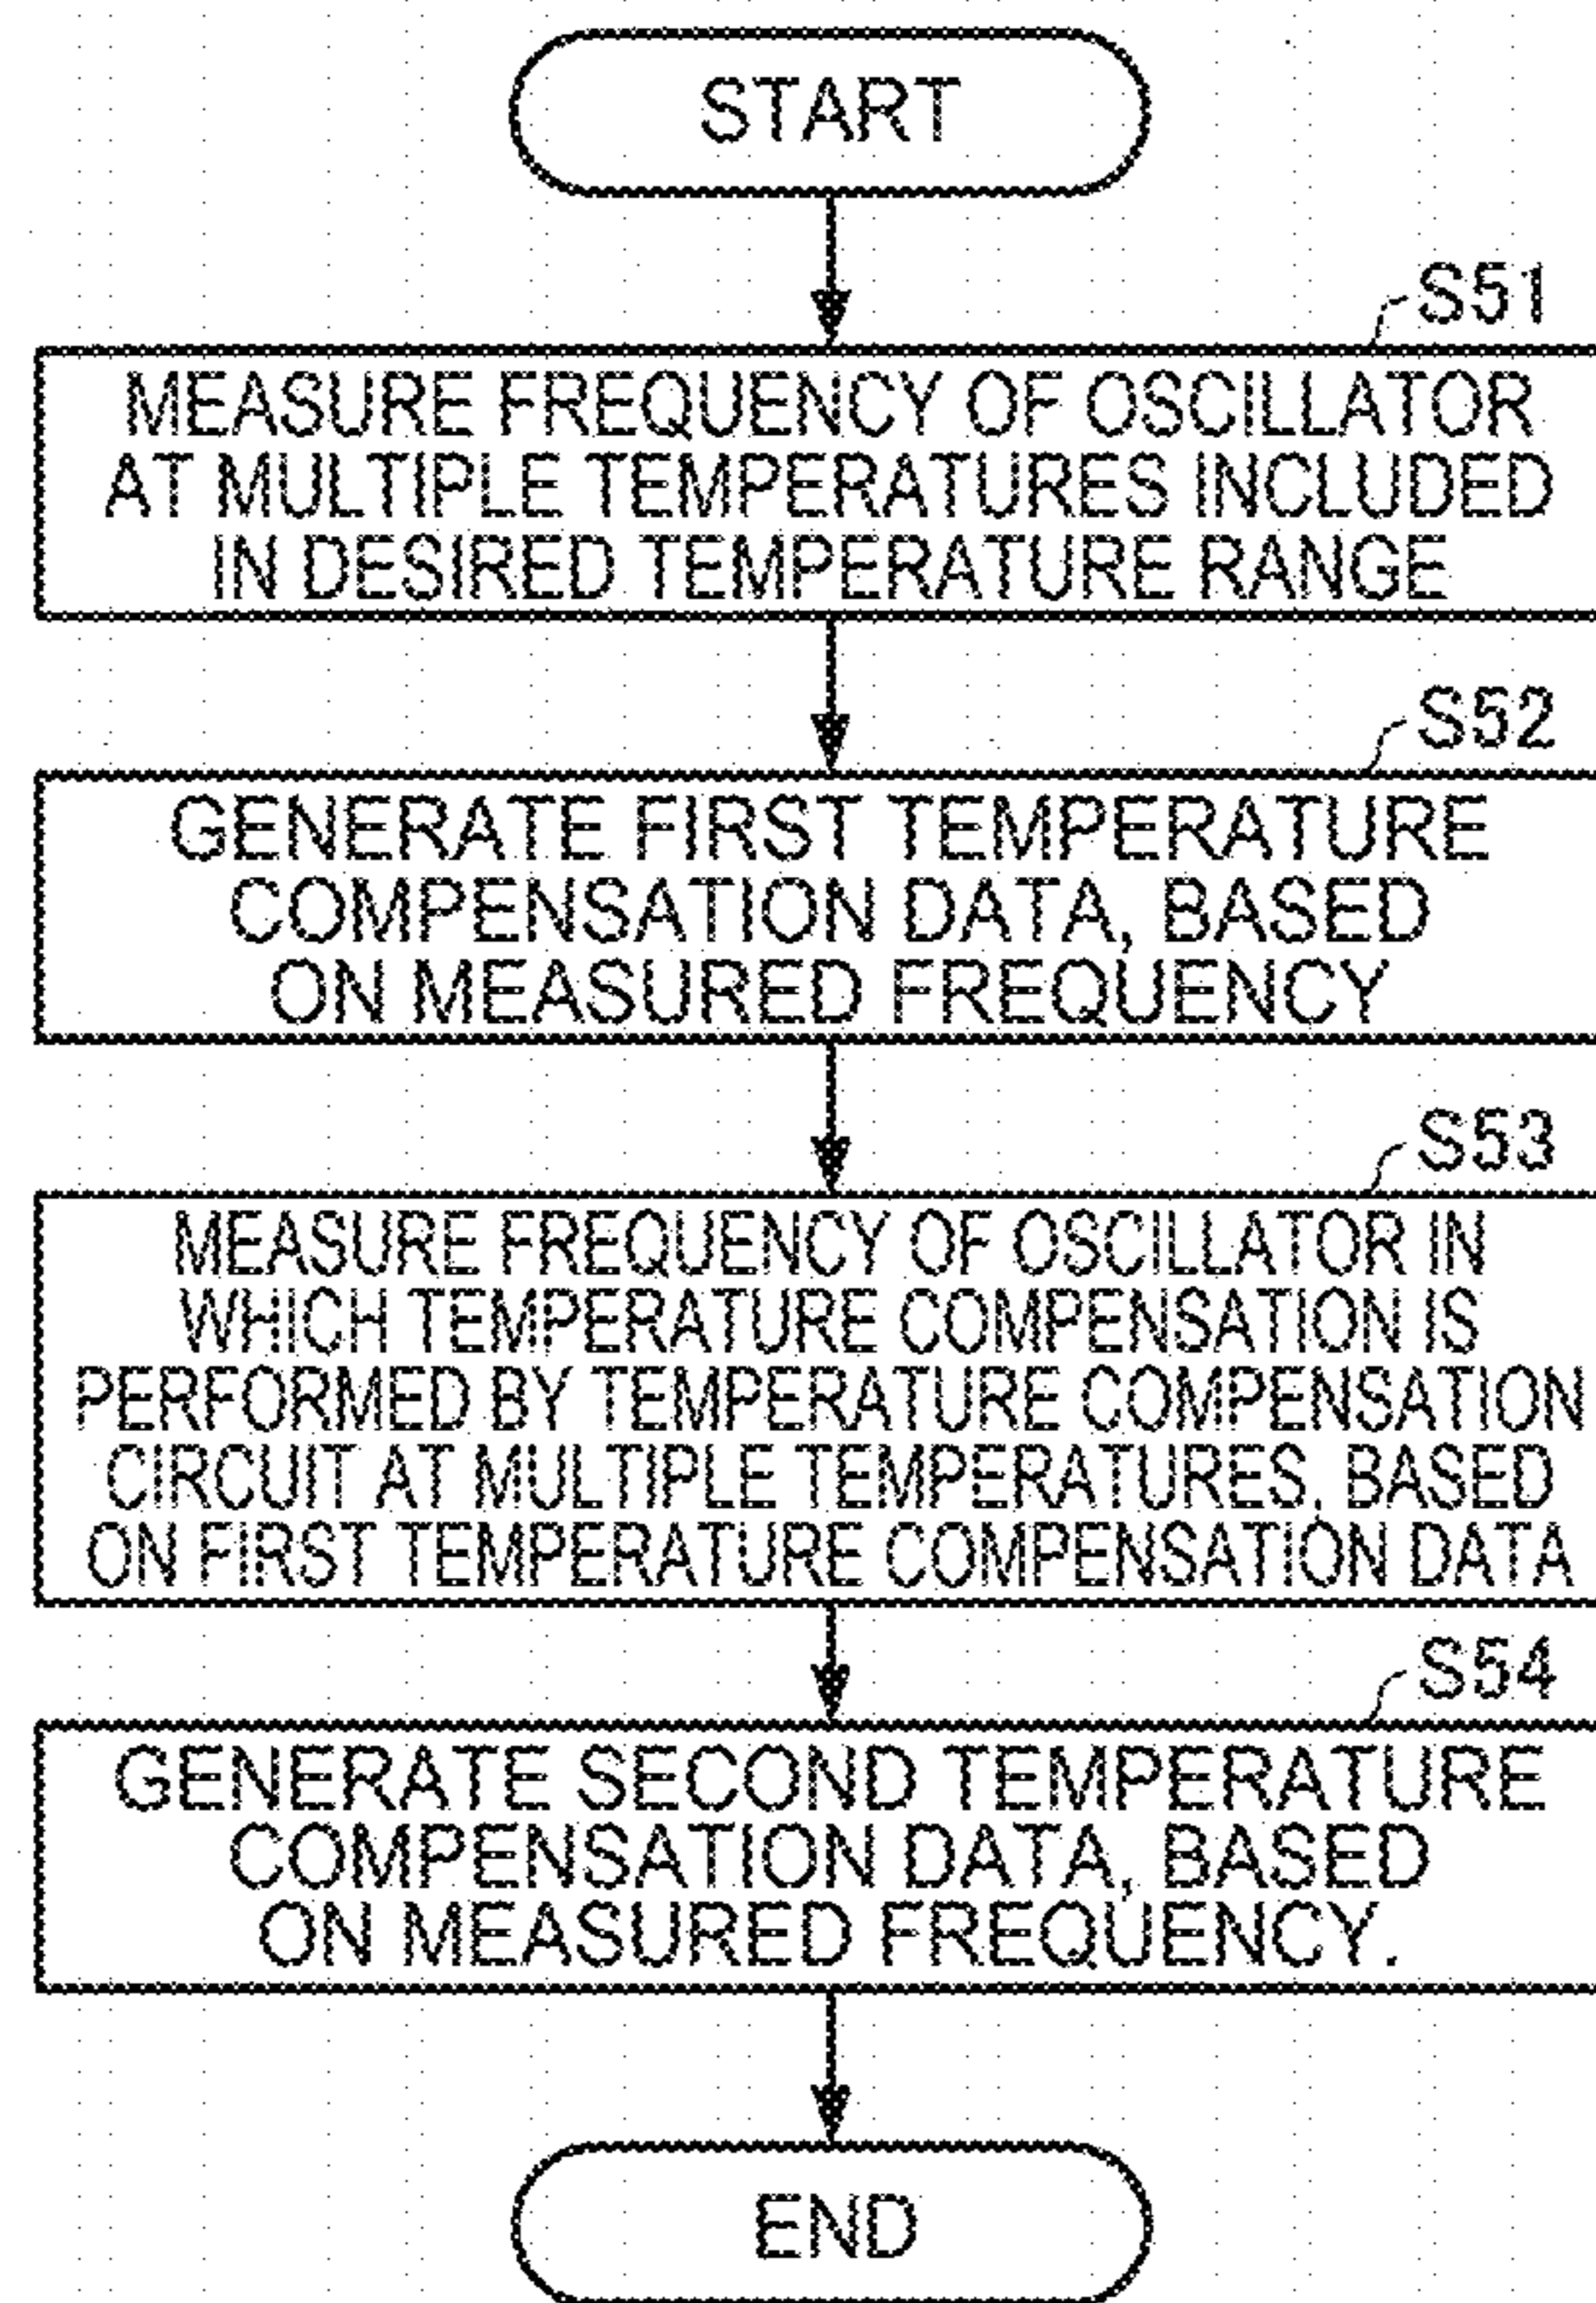 START
S51
MEASURE FREQUENCY OF OSCILLATOR
AT MULTIPLE TEMPERATURES INCLUDED
IN DESIRED TEMPERATURE RANGE
S52
GENERATE FIRST TEMPERATURE
COMPENSATION DATA, BASED
ON MEASURED FREQUENCY
S53
MEASURE FREQUENCY OF OSCILLATOR IN
WHICH TEMPERATURE COMPENSATION IS
PERFORMED BY TEMPERATURE COMPENSATION
CIRCUIT AT MULTIPLE TEMPERATURES, BASED
ON FIRST TEMPERATURE COMPENSATION DATA
S54
GENERATE SECOND TEMPERATURE
COMPENSATION DATA, BASED
ON MEASURED FREQUENCY.
END